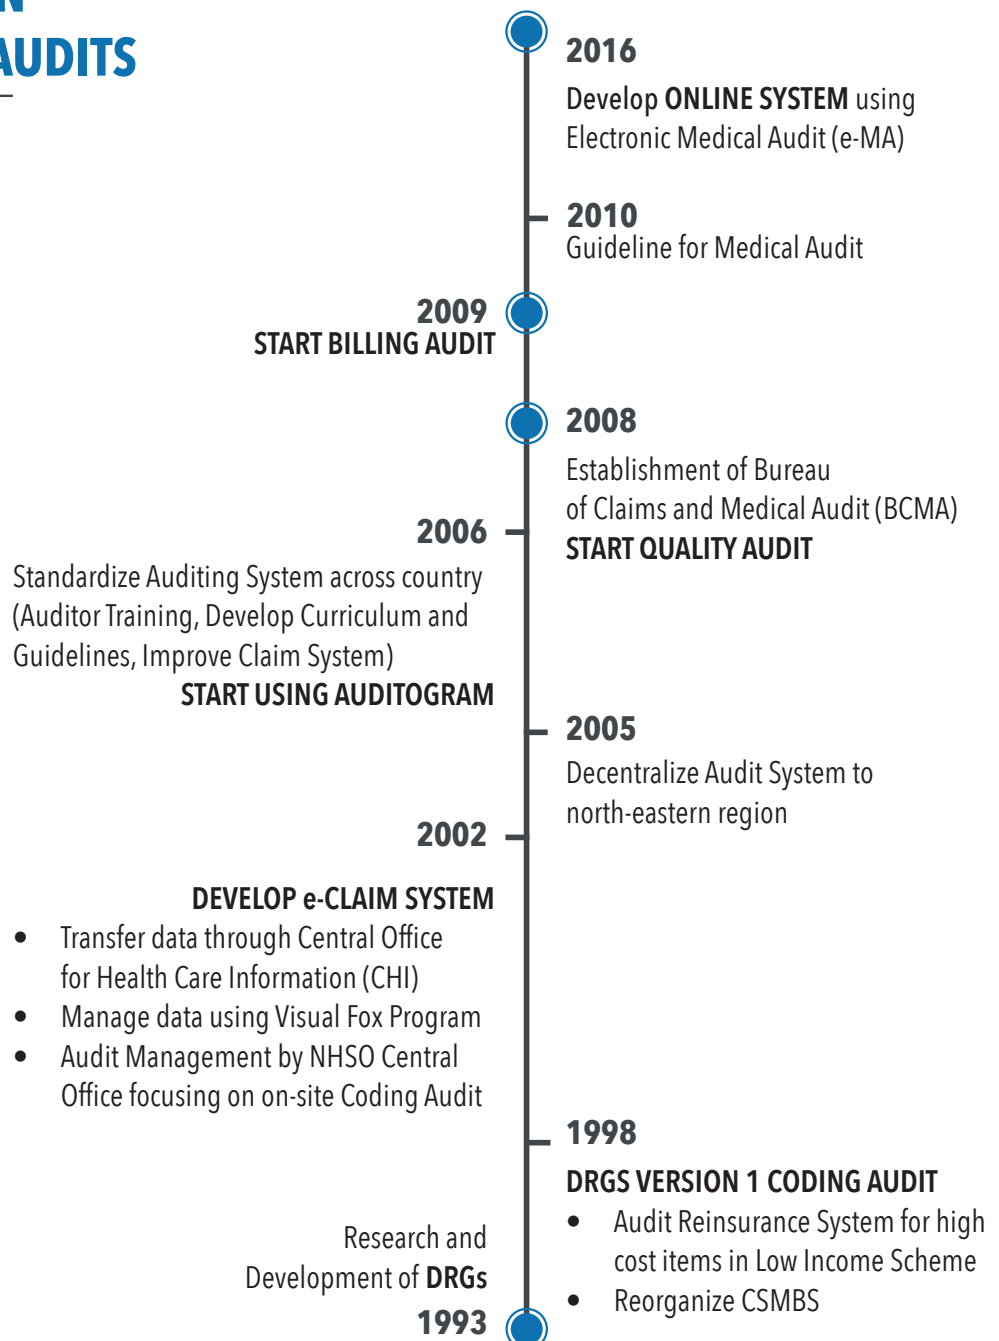 N
AUDITS
2016
Develop ONLINE SYSTEM using
Electronic Medical Audit (e-MA)
2010
Guideline for Medical Audit
2009
START BILLING AUDIT
2008
Establishment of Bureau
of Claims and Medical Audit (BCMA)
START QUALITY AUDIT
2006
Standardize Auditing System across country
(Auditor Training, Develop Curriculum and
Guidelines, Improve Claim System)
START USING AUDITOGRAM
2005
Decentralize Audit System to
north-eastern region
2002
DEVELOP e-CLAIM SYSTEM
• Transfer data through Central Office
for Health Care Information (CHI)
• Manage data using Visual Fox Program
• Audit Management by NHSO Central
Office focusing on on-site Coding Audit
1998
DRGS VERSION 1 CODING AUDIT
• Audit Reinsurance System for high
cost items in Low Income Scheme
• Reorganize CSMBS
Research and
Development of DRGs
1993